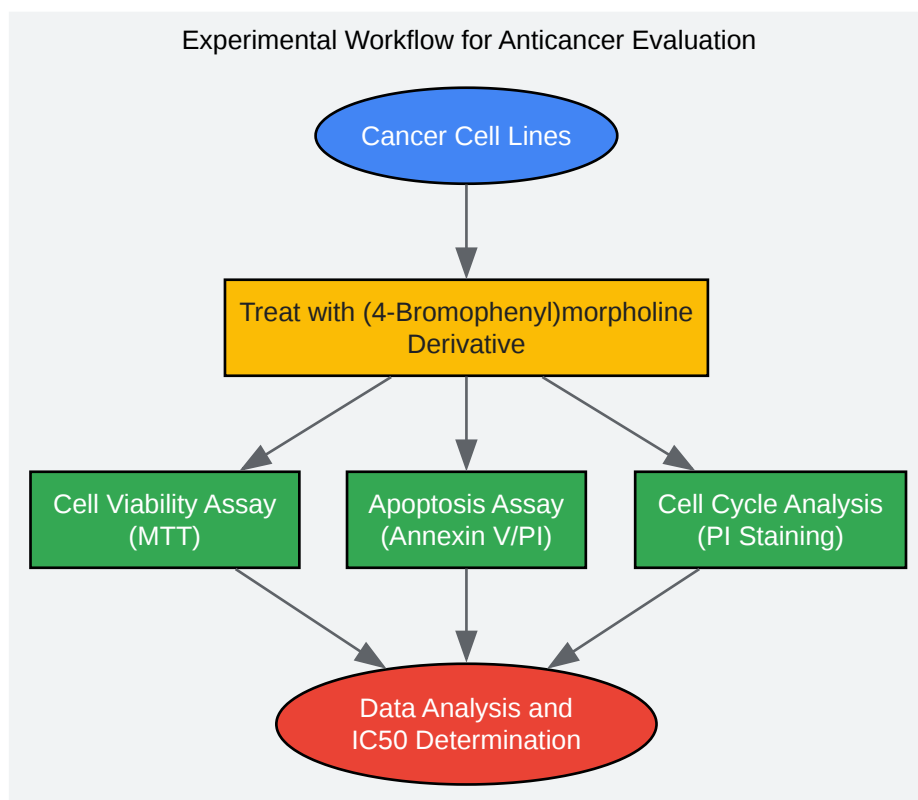 Experimental Workflow for Anticancer Evaluation
Cancer Cell Lines
Treat with (4-Bromophenyl)morpholine
Derivative
Cell Viability Assay
(MTT)
Apoptosis Assay
(Annexin V/PI)
Cell Cycle Analysis
(PI Staining)
Data Analysis and
IC50 Determination